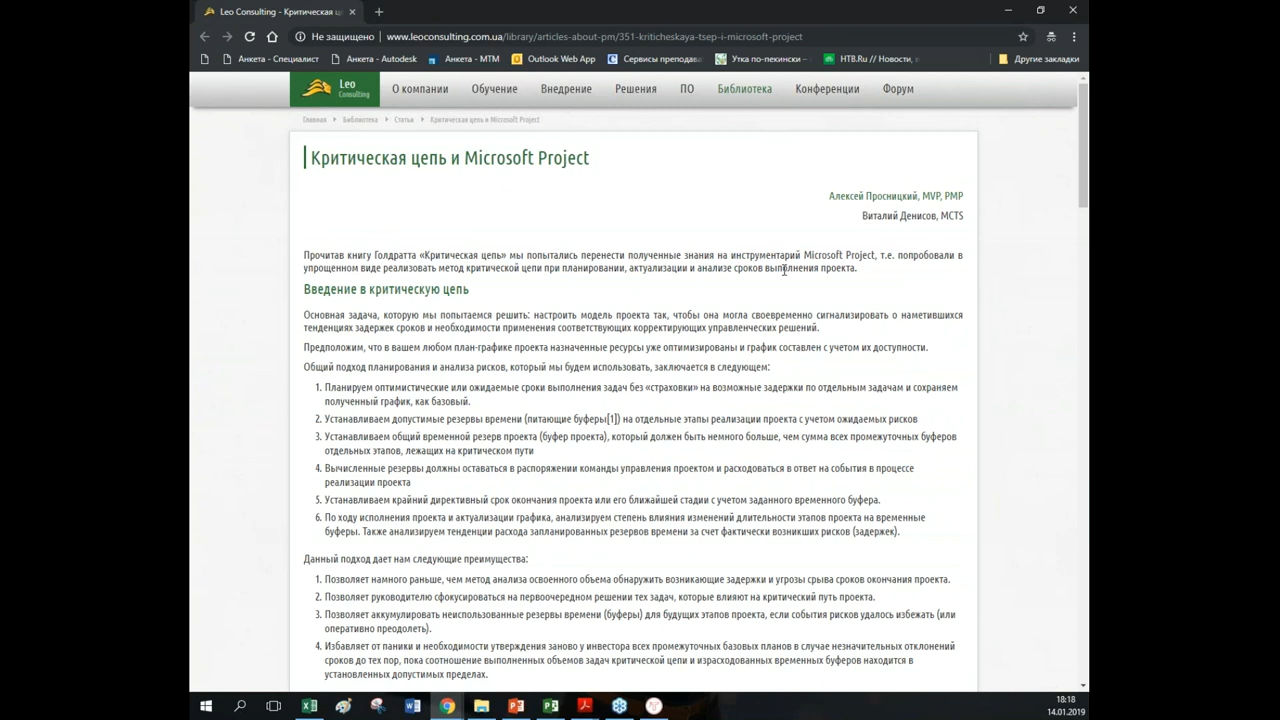 Leo Consulting - Критическая ц
Не защищено
www.leoconsulting.com.ua/library/articles-about-pm/351-kriticheskaya-tsep-i-microsoft-project
Анкета - Специалист
Анкета - Autodesk
Анкета - МТМ
Outlook Web App
Сервисы преподав
Утка по-пекински –
НТВ.Ru // Новости,
Другие закладки
Leo
Consulting
О компании
Обучение
Внедрение
Решения
ПО
Библиотека
Конференции
Форум
Главная
Библиотека
Статьи
Критическая цепь и Microsoft Project
Критическая цепь и Microsoft Project
Алексей Просницкий, MVP, PMP
Виталий Денисов, MCTS
Прочитав книгу Голдратта «Критическая цепь» мы попытались перенести полученные знания на инструментарий Microsoft Project, т.е. попробовали в
упрощенном виде реализовать метод критической цепи при планировании, актуализации и анализе сроков выполнения проекта.
Введение в критическую цепь
Основная задача, которую мы попытаемся решить: настроить модель проекта так, чтобы она могла своевременно сигнализировать о наметившихся
тенденциях задержек сроков и необходимости применения соответствующих корректирующих управленческих решений.
Предположим, что в вашем любом план-графике проекта назначенные ресурсы уже оптимизированы и график составлен с учетом их доступности.
Общий подход планирования и анализа рисков, который мы будем использовать, заключается в следующем:
1. Планируем оптимистические или ожидаемые сроки выполнения задач без «страховки» на возможные задержки по отдельным задачам и сохраняем
полученный график, как базовый.
2. Устанавливаем допустимые резервы времени (питающие буферы[1]) на отдельные этапы реализации проекта с учетом ожидаемых рисков
3. Устанавливаем общий временной резерв проекта (буфер проекта), который должен быть немного больше, чем сумма всех промежуточных буферов
отдельных этапов, лежащих на критическом пути
4. Вычисленные резервы должны оставаться в распоряжении команды управления проектом и расходоваться в ответ на события в процессе
реализации проекта
5. Устанавливаем крайний директивный срок окончания проекта или его ближайшей стадии с учетом заданного временного буфера.
6. По ходу исполнения проекта и актуализации графика, анализируем степень влияния изменений длительности этапов проекта на временные
буферы. Также анализируем тенденции расхода запланированных резервов времени за счет фактически возникших рисков (задержек).
Данный подход дает нам следующие преимущества:
1. Позволяет намного раньше, чем метод анализа освоенного объема обнаружить возникающие задержки и угрозы срыва сроков окончания проекта.
2. Позволяет руководителю сфокусироваться на первоочередном решении тех задач, которые влияют на критический путь проекта.
3. Позволяет аккумулировать неиспользованные резервы времени (буферы) для будущих этапов проекта, если события рисков удалось избежать (или
оперативно преодолеть).
4. Избавляет от паники и необходимости утверждения заново у инвестора всех промежуточных базовых планов в случае незначительных отклонений
сроков до тех пор, пока соотношение выполненных объемов задач критической цепи и израсходованных временных буферов находится в
установленных допустимых пределах.
18:18
14.01.2019